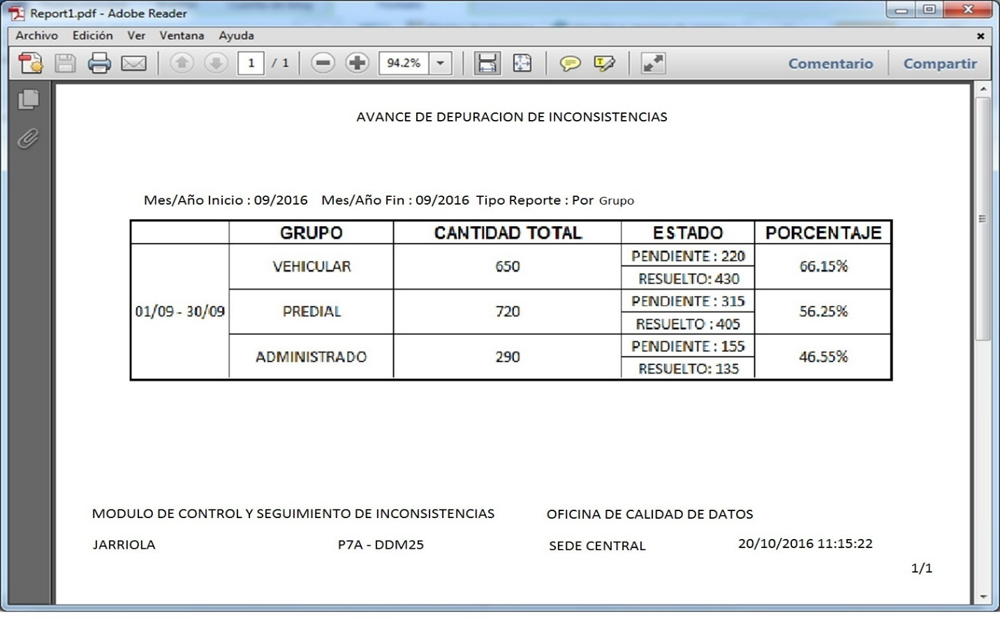 Report1.pdf - Adobe Reader
Archivo Edición Ver Ventana Ayuda
1 / 1 94.2% Comentario Compartir
AVANCE DE DEPURACION DE INCONSISTENCIAS
Mes/Año Inicio : 09/2016 Mes/Año Fin : 09/2016 Tipo Reporte : Por Grupo
GRUPO CANTIDAD TOTAL ESTADO PORCENTAJE
01/09 - 30/09
VEHICULAR 650 PENDIENTE : 220 66.15%
RESUELTO: 430
PREDIAL 720 PENDIENTE : 315 56.25%
RESUELTO : 405
ADMINISTRADO 290 PENDIENTE : 155 46.55%
RESUELTO: 135
MODULO DE CONTROL Y SEGUIMIENTO DE INCONSISTENCIAS OFICINA DE CALIDAD DE DATOS
JARRIOLA P7A - DDM25 SEDE CENTRAL 20/10/2016 11:15:22
1/1